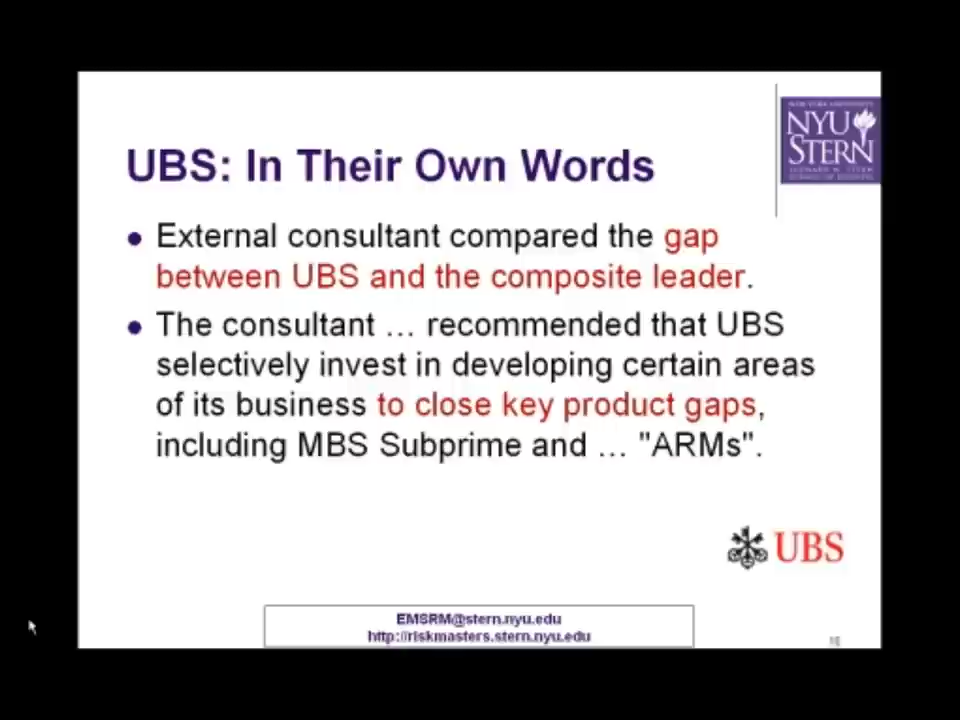 NYU
STERN
UBS: In Their Own Words
External consultant compared the gap
between UBS and the composite leader.
The consultant … recommended that UBS
selectively invest in developing certain areas
of its business to close key product gaps,
including MBS Subprime and … "ARMs".
UBS
EMSRM@stern.nyu.edu
http://riskmasters.stern.nyu.edu